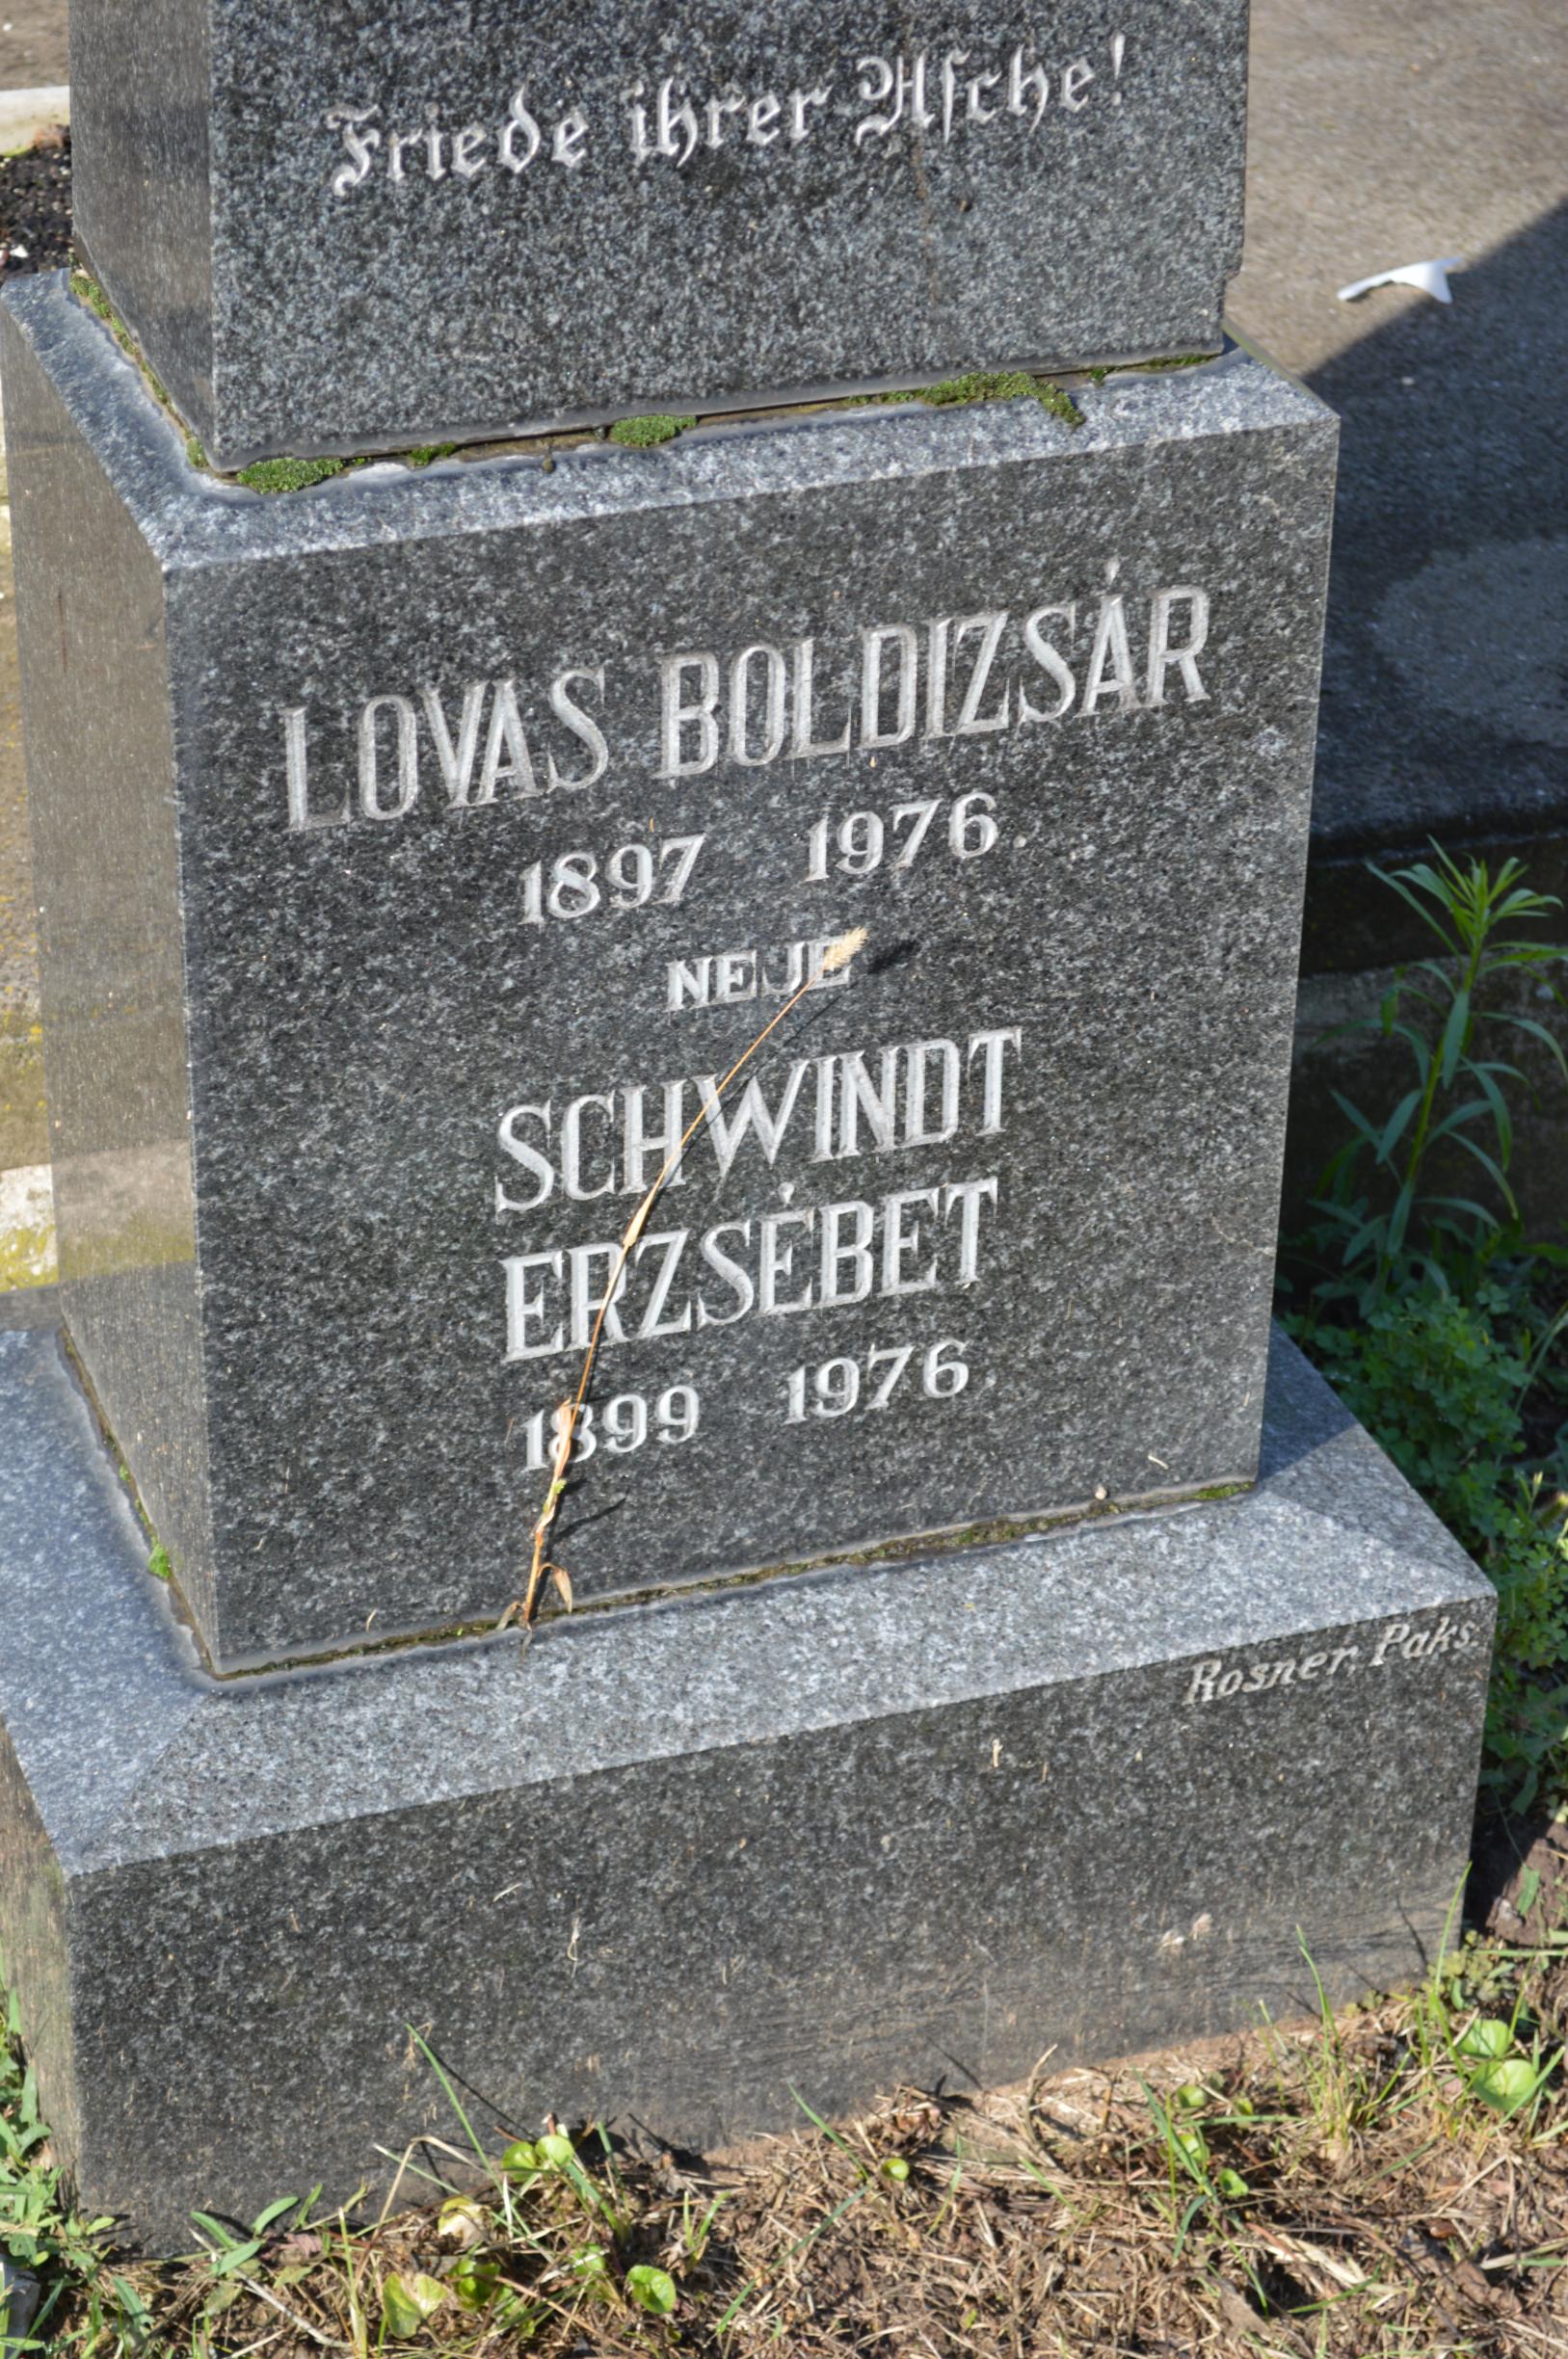 Friede ihrer Asche!
LOVAS BOLDIZSÁR
1897 1976
NEJE
SCHWINDT
ERZSÉBET
1899 1976
Rosner, Paks.